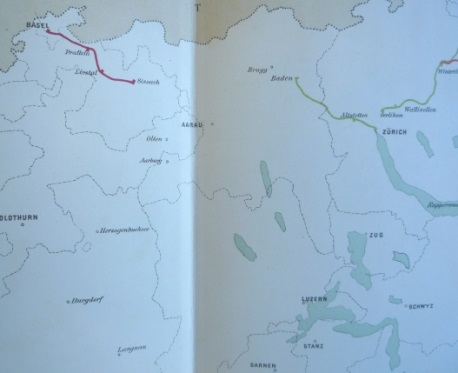 BASEL
Pratteln
Liestal
Sissach
Brugg
Baden
AARAU
Olten
Aarburg
Altstetten
Wallisellen
ZÜRICH
OLDTHURN
Herzogenbuchsee
ZUG
Burgdorf
LUZERN
SCHWYZ
Langnau
STANZ
SARNEN